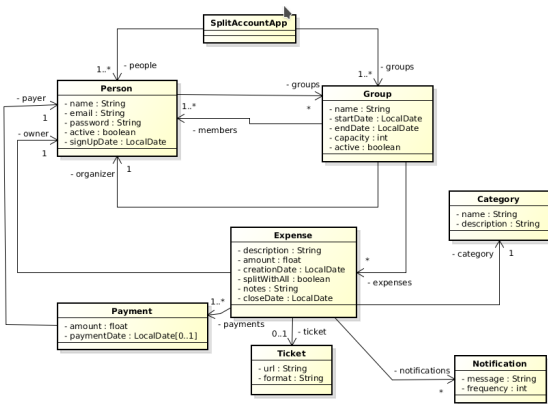 SplitAccountApp
- people
1..*
- groups
1..*
Person
- name : String
- email : String
- password : String
- active : boolean
- signUpDate : LocalDate
- groups
*
1..*
- members
Group
- name : String
- startDate : LocalDate
- endDate : LocalDate
- capacity : int
- active : boolean
- payer
1
- owner
1
- organizer
1
Category
- name : String
- description : String
- category
1
Expense
- description : String
- amount : float
- creationDate : LocalDate
- splitWithAll : boolean
- notes : String
- closeDate : LocalDate
*
- expenses
Payment
- amount : float
- paymentDate : LocalDate[0..1]
1..*
- payments
0..1
- ticket
Ticket
- url : String
- format : String
- notifications
*
Notification
- message : String
- frequency : int